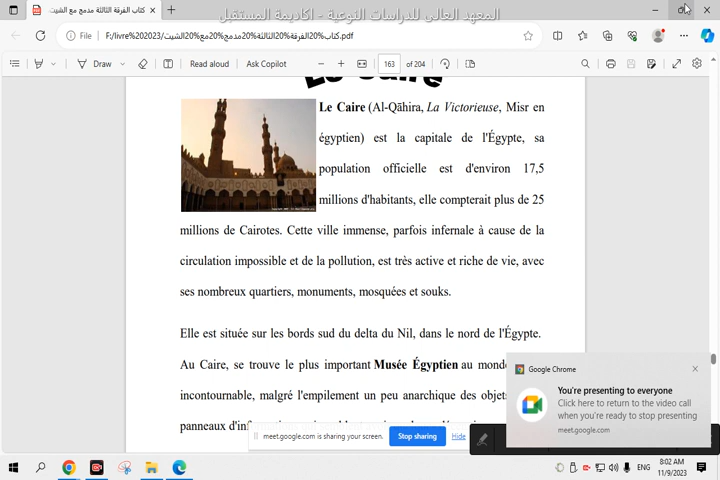 كتاب الفرقة الثالثة مدمج مع الشيت
المعهد العالى للدراسات النوعية - اكاديمية المستقبل
File
F:/livre%202023/كتاب%20الفرقة%20الثالثة%20مدمج%20مع%20الشيت.pdf
Draw
Read aloud
Ask Copilot
163 of 204
Le Caire
Le Caire (Al-Qāhira, La Victorieuse, Misr en
égyptien) est la capitale de l'Égypte, sa
population officielle est d'environ 17,5
millions d'habitants, elle compterait plus de 25
millions de Cairotes. Cette ville immense, parfois infernale à cause de la
circulation impossible et de la pollution, est très active et riche de vie, avec
ses nombreux quartiers, monuments, mosquées et souks.
Elle est située sur les bords sud du delta du Nil, dans le nord de l'Égypte.
Au Caire, se trouve le plus important Musée Égyptien au monde
incontournable, malgré l'empilement un peu anarchique des objets
panneaux
Google Chrome
You're presenting to everyone
Click here to return to the video call
when you're ready to stop presenting
meet.google.com
meet.google.com is sharing your screen.
Stop sharing
Hide
ENG
8:02 AM
11/9/2023